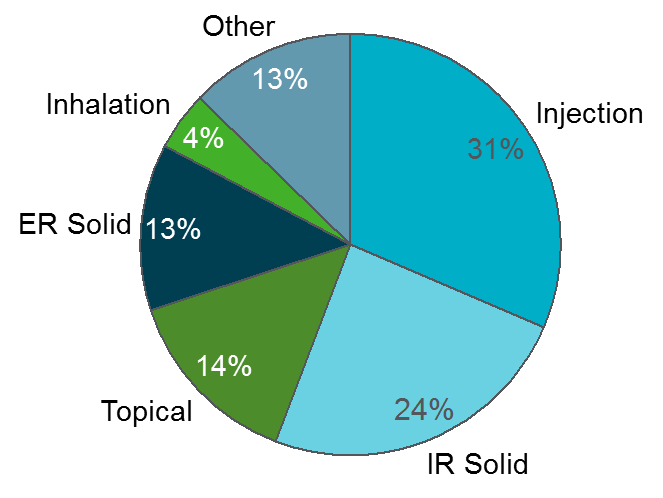 Other
13%
Injection
31%
Inhalation
4%
ER Solid
13%
Topical
14%
IR Solid
24%